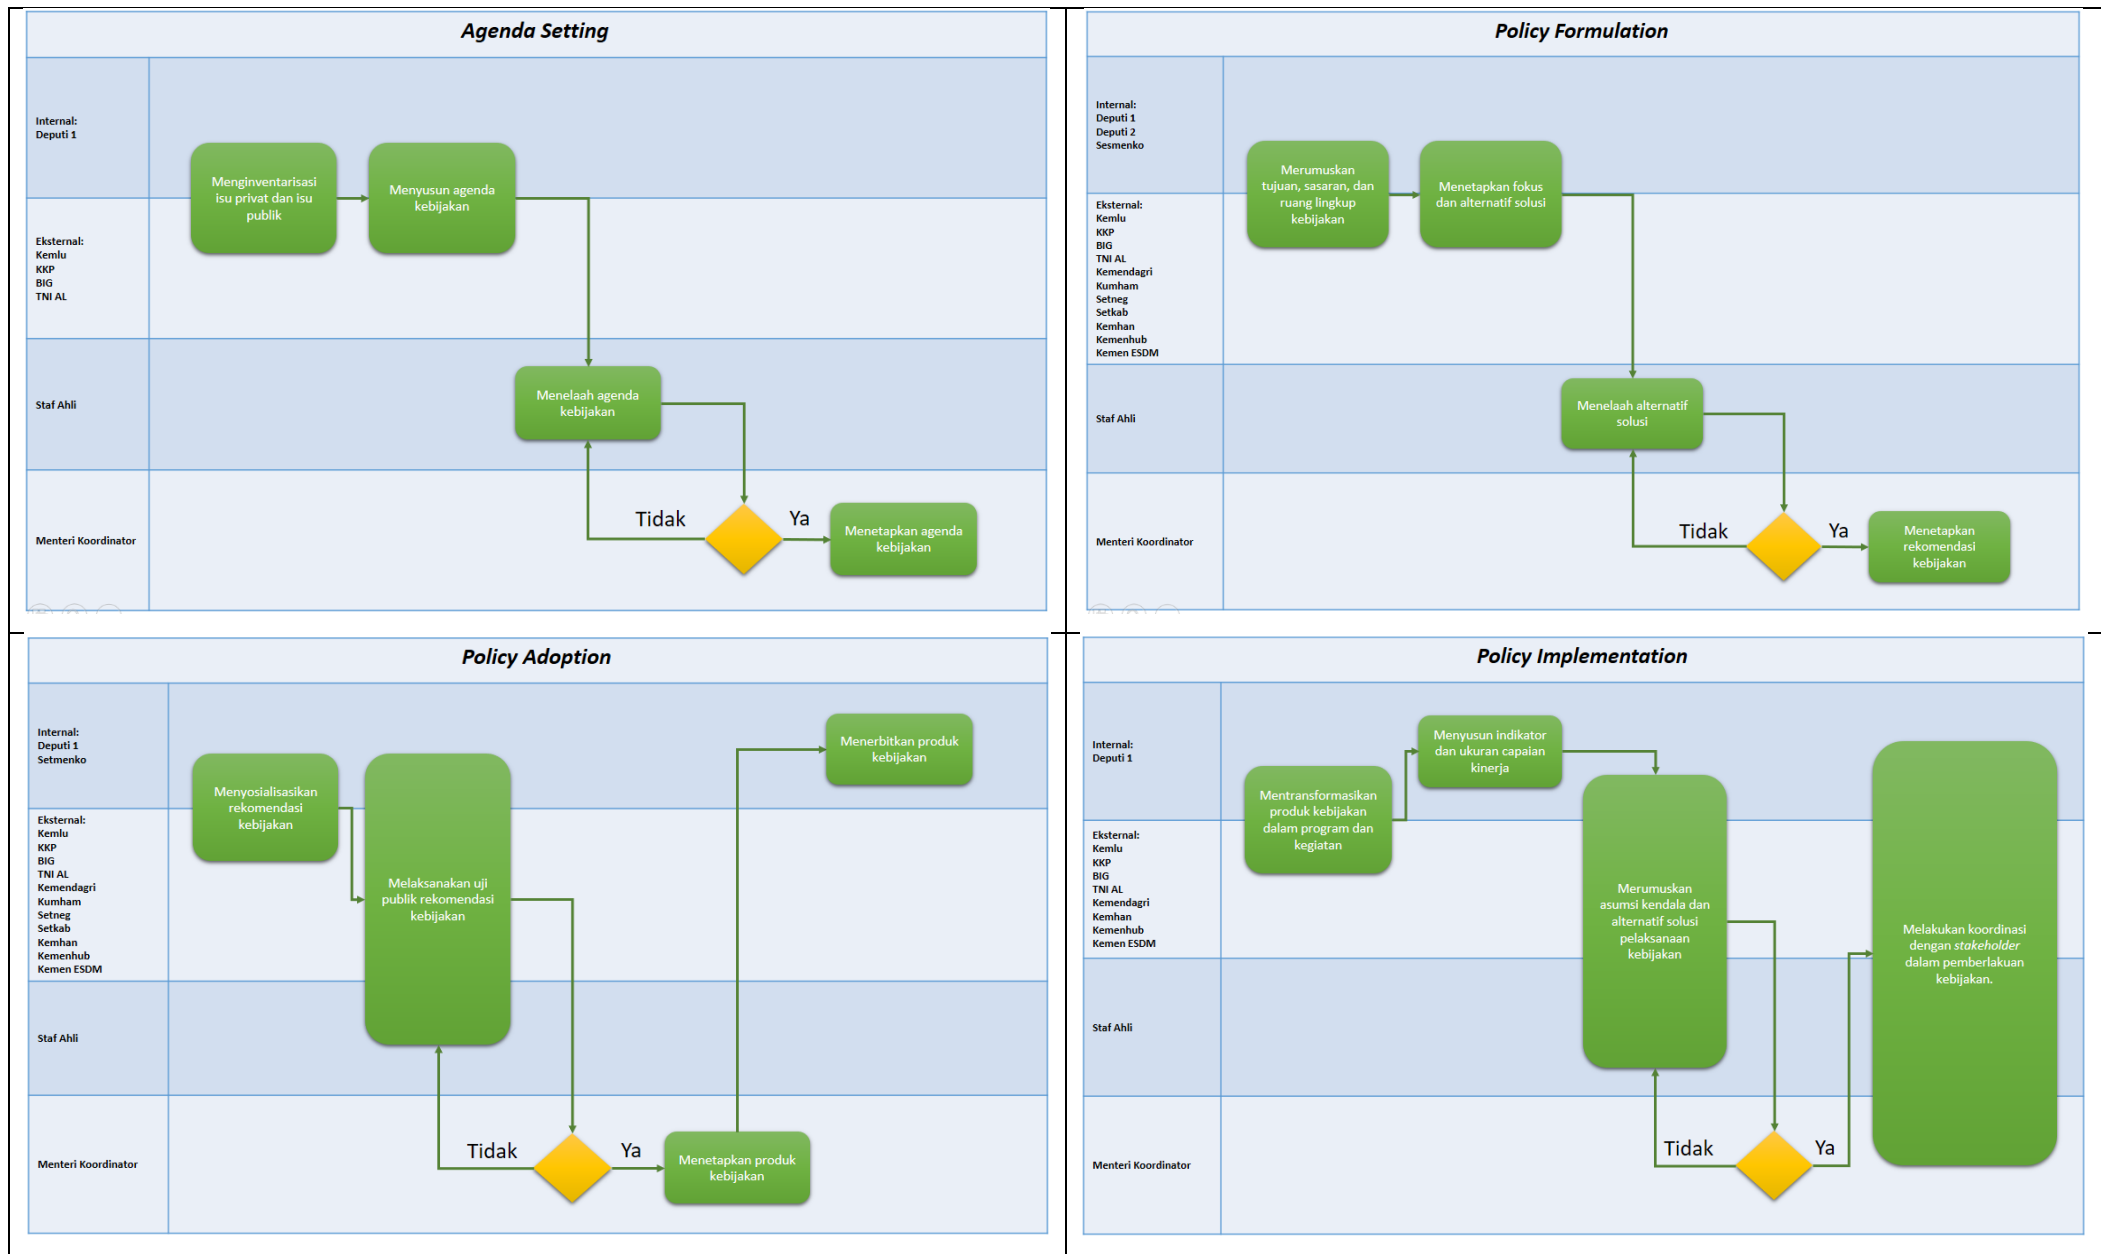 Agenda Setting
Internal:
Deputi 1
Menginventarisasi
isu privat dan isu
publik
Menyusun agenda
kebijakan
Eksternal:
Kemlu
KKP
BIG
TNI AL
Staf Ahli
Menelaah agenda
kebijakan
Menteri Koordinator
Tidak
Ya
Menetapkan agenda
kebijakan
Policy Formulation
Internal:
Deputi 1
Deputi 2
Sesmenko
Merumuskan
tujuan, sasaran, dan
ruang lingkup
kebijakan
Menetapkan fokus
dan alternatif solusi
Eksternal:
Kemlu
KKP
BIG
TNI AL
Kemendagri
Kumham
Setneg
Setkab
Kemhan
Kemenhub
Kemen ESDM
Staf Ahli
Menelaah alternatif
solusi
Menteri Koordinator
Tidak
Ya
Menetapkan
rekomendasi
kebijakan
Policy Adoption
Internal:
Deputi 1
Setmenko
Menyosialisasikan
rekomendasi
kebijakan
Melaksanakan uji
publik rekomendasi
kebijakan
Menerbitkan produk
kebijakan
Eksternal:
Kemlu
KKP
BIG
TNI AL
Kemendagri
Kumham
Setneg
Setkab
Kemhan
Kemenhub
Kemen ESDM
Staf Ahli
Menteri Koordinator
Tidak
Ya
Menetapkan produk
kebijakan
Policy Implementation
Internal:
Deputi 1
Mentransformasikan
produk kebijakan
dalam program dan
kegiatan
Menyusun indikator
dan ukuran capaian
kinerja
Merumuskan
asumsi kendala dan
alternatif solusi
pelaksanaan
kebijakan
Melakukan koordinasi
dengan stakeholder
dalam pemberlakuan
kebijakan.
Eksternal:
Kemlu
KKP
BIG
TNI AL
Kemendagri
Kemhan
Kemenhub
Kemen ESDM
Staf Ahli
Menteri Koordinator
Tidak
Ya